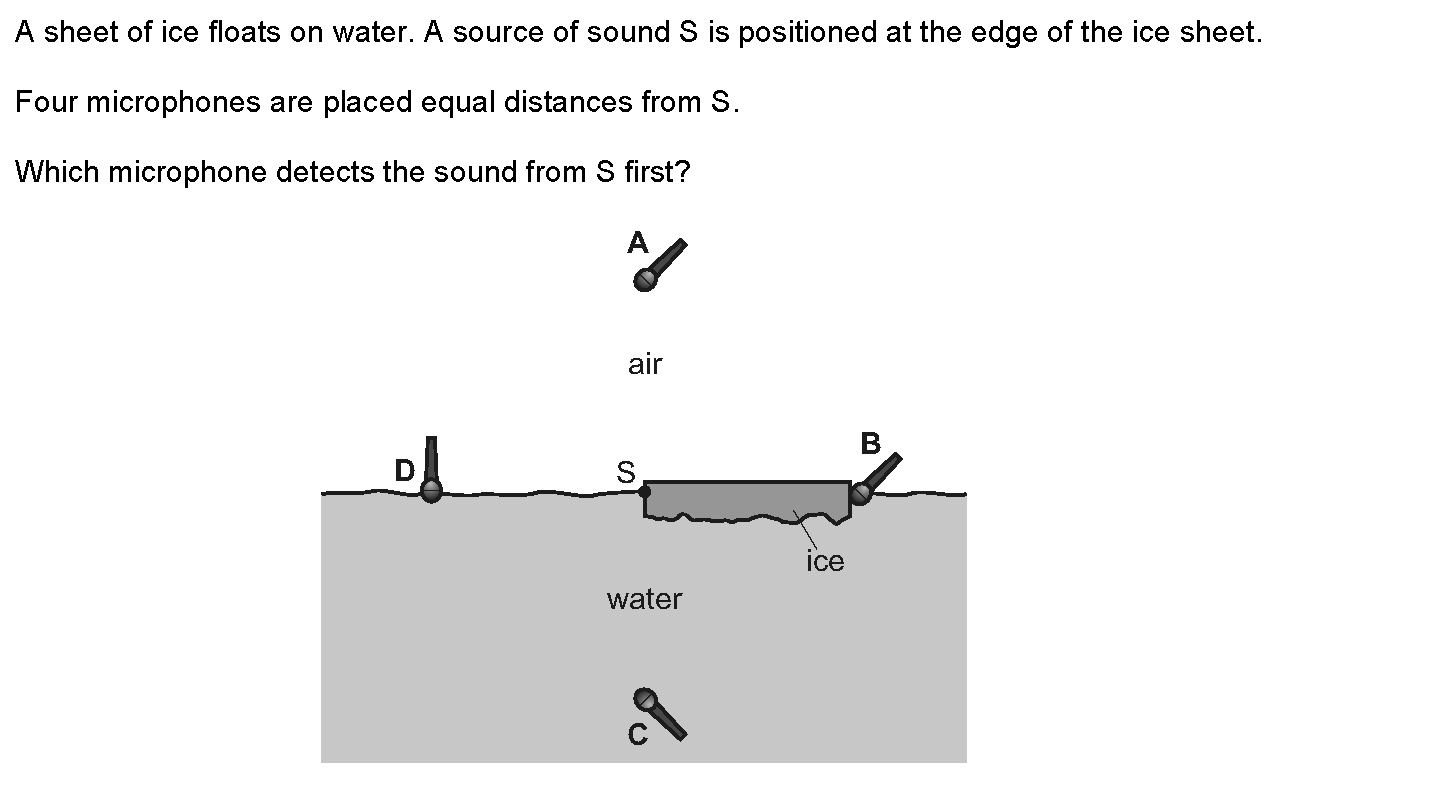 A sheet of ice floats on water. A source of sound S is positioned at the edge of the ice sheet.
Four microphones are placed equal distances from S.
Which microphone detects the sound from S first?
A
air
B
D
S
ice
water
C